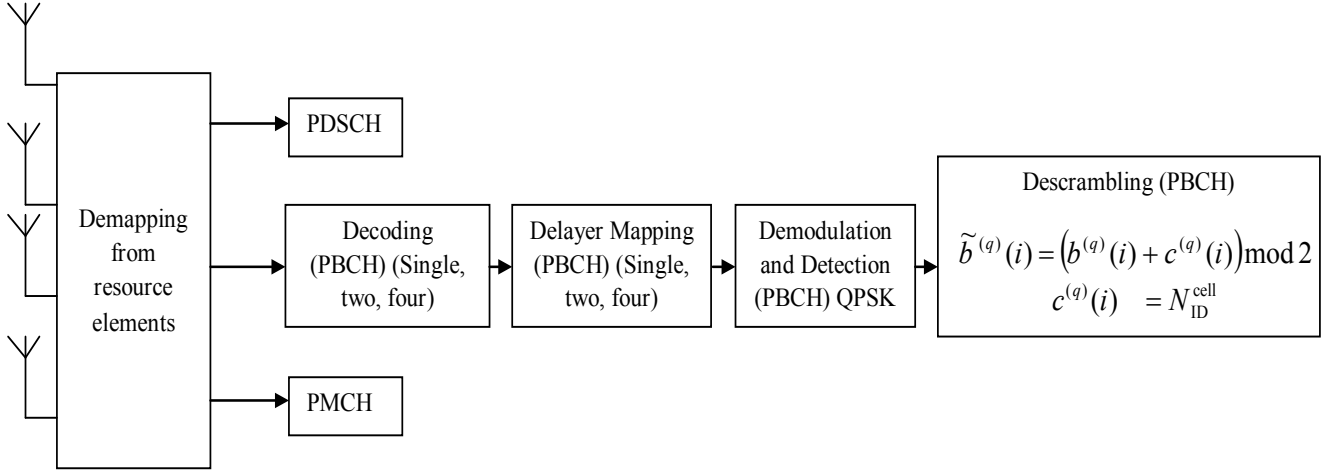 Demapping
from
resource
elements
PDSCH
Decoding
(PBCH) (Single,
two, four)
Delayer Mapping
(PBCH) (Single,
two, four)
Demodulation
and Detection
(PBCH) QPSK
Descrambling (PBCH)
b̃^(q)(i) = (b^(q)(i) + c^(q)(i)) mod 2
c^(q)(i) = N_ID^cell
PMCH